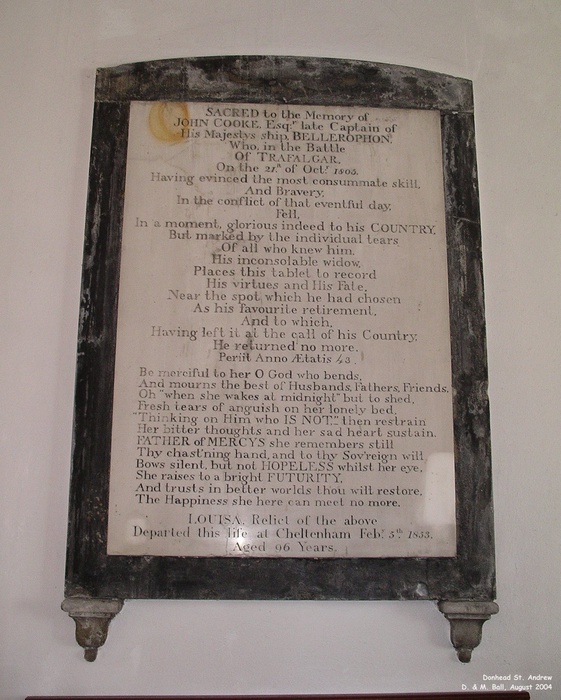 SACRED to the Memory of
JOHN COOKE, Esqr. late Captain of
His Majestys ship, BELLEROPHON,
Who, in the Battle
Of TRAFALGAR,
On the 21st of Octr. 1805.
Having evinced the most consummate skill,
And Bravery,
In the conflict of that eventful day,
Fell,
In a moment, glorious indeed to his COUNTRY,
But marked by the individual tears
Of all who knew him,
His inconsolable widow,
Places this tablet to record
His virtues and His Fate,
Near the spot which he had chosen
As his favourite retirement,
And to which,
Having left it at the call of his Country,
He returned no more.
Periit Anno Ætatis 43.
Be merciful to her O God who bends,
And mourns the best of Husbands, Fathers, Friends,
Oh "when she wakes at midnight" but to shed,
Fresh tears of anguish on her lonely bed,
"Thinking on Him who IS NOT," then restrain
Her bitter thoughts and her sad heart sustain.
FATHER of MERCYS she remembers still
Thy chast'ning hand, and to thy Sov'reign will,
Bows silent, but not HOPELESS whilst her eye,
She raises to a bright FUTURITY,
And trusts in better worlds thou will restore,
The Happiness she here can meet no more.
LOUISA, Relict of the above
Departed this life at Cheltenham Feby. 5th. 1853.
Aged 96 Years.
Donhead St. Andrew
D. & M. Ball, August 2004